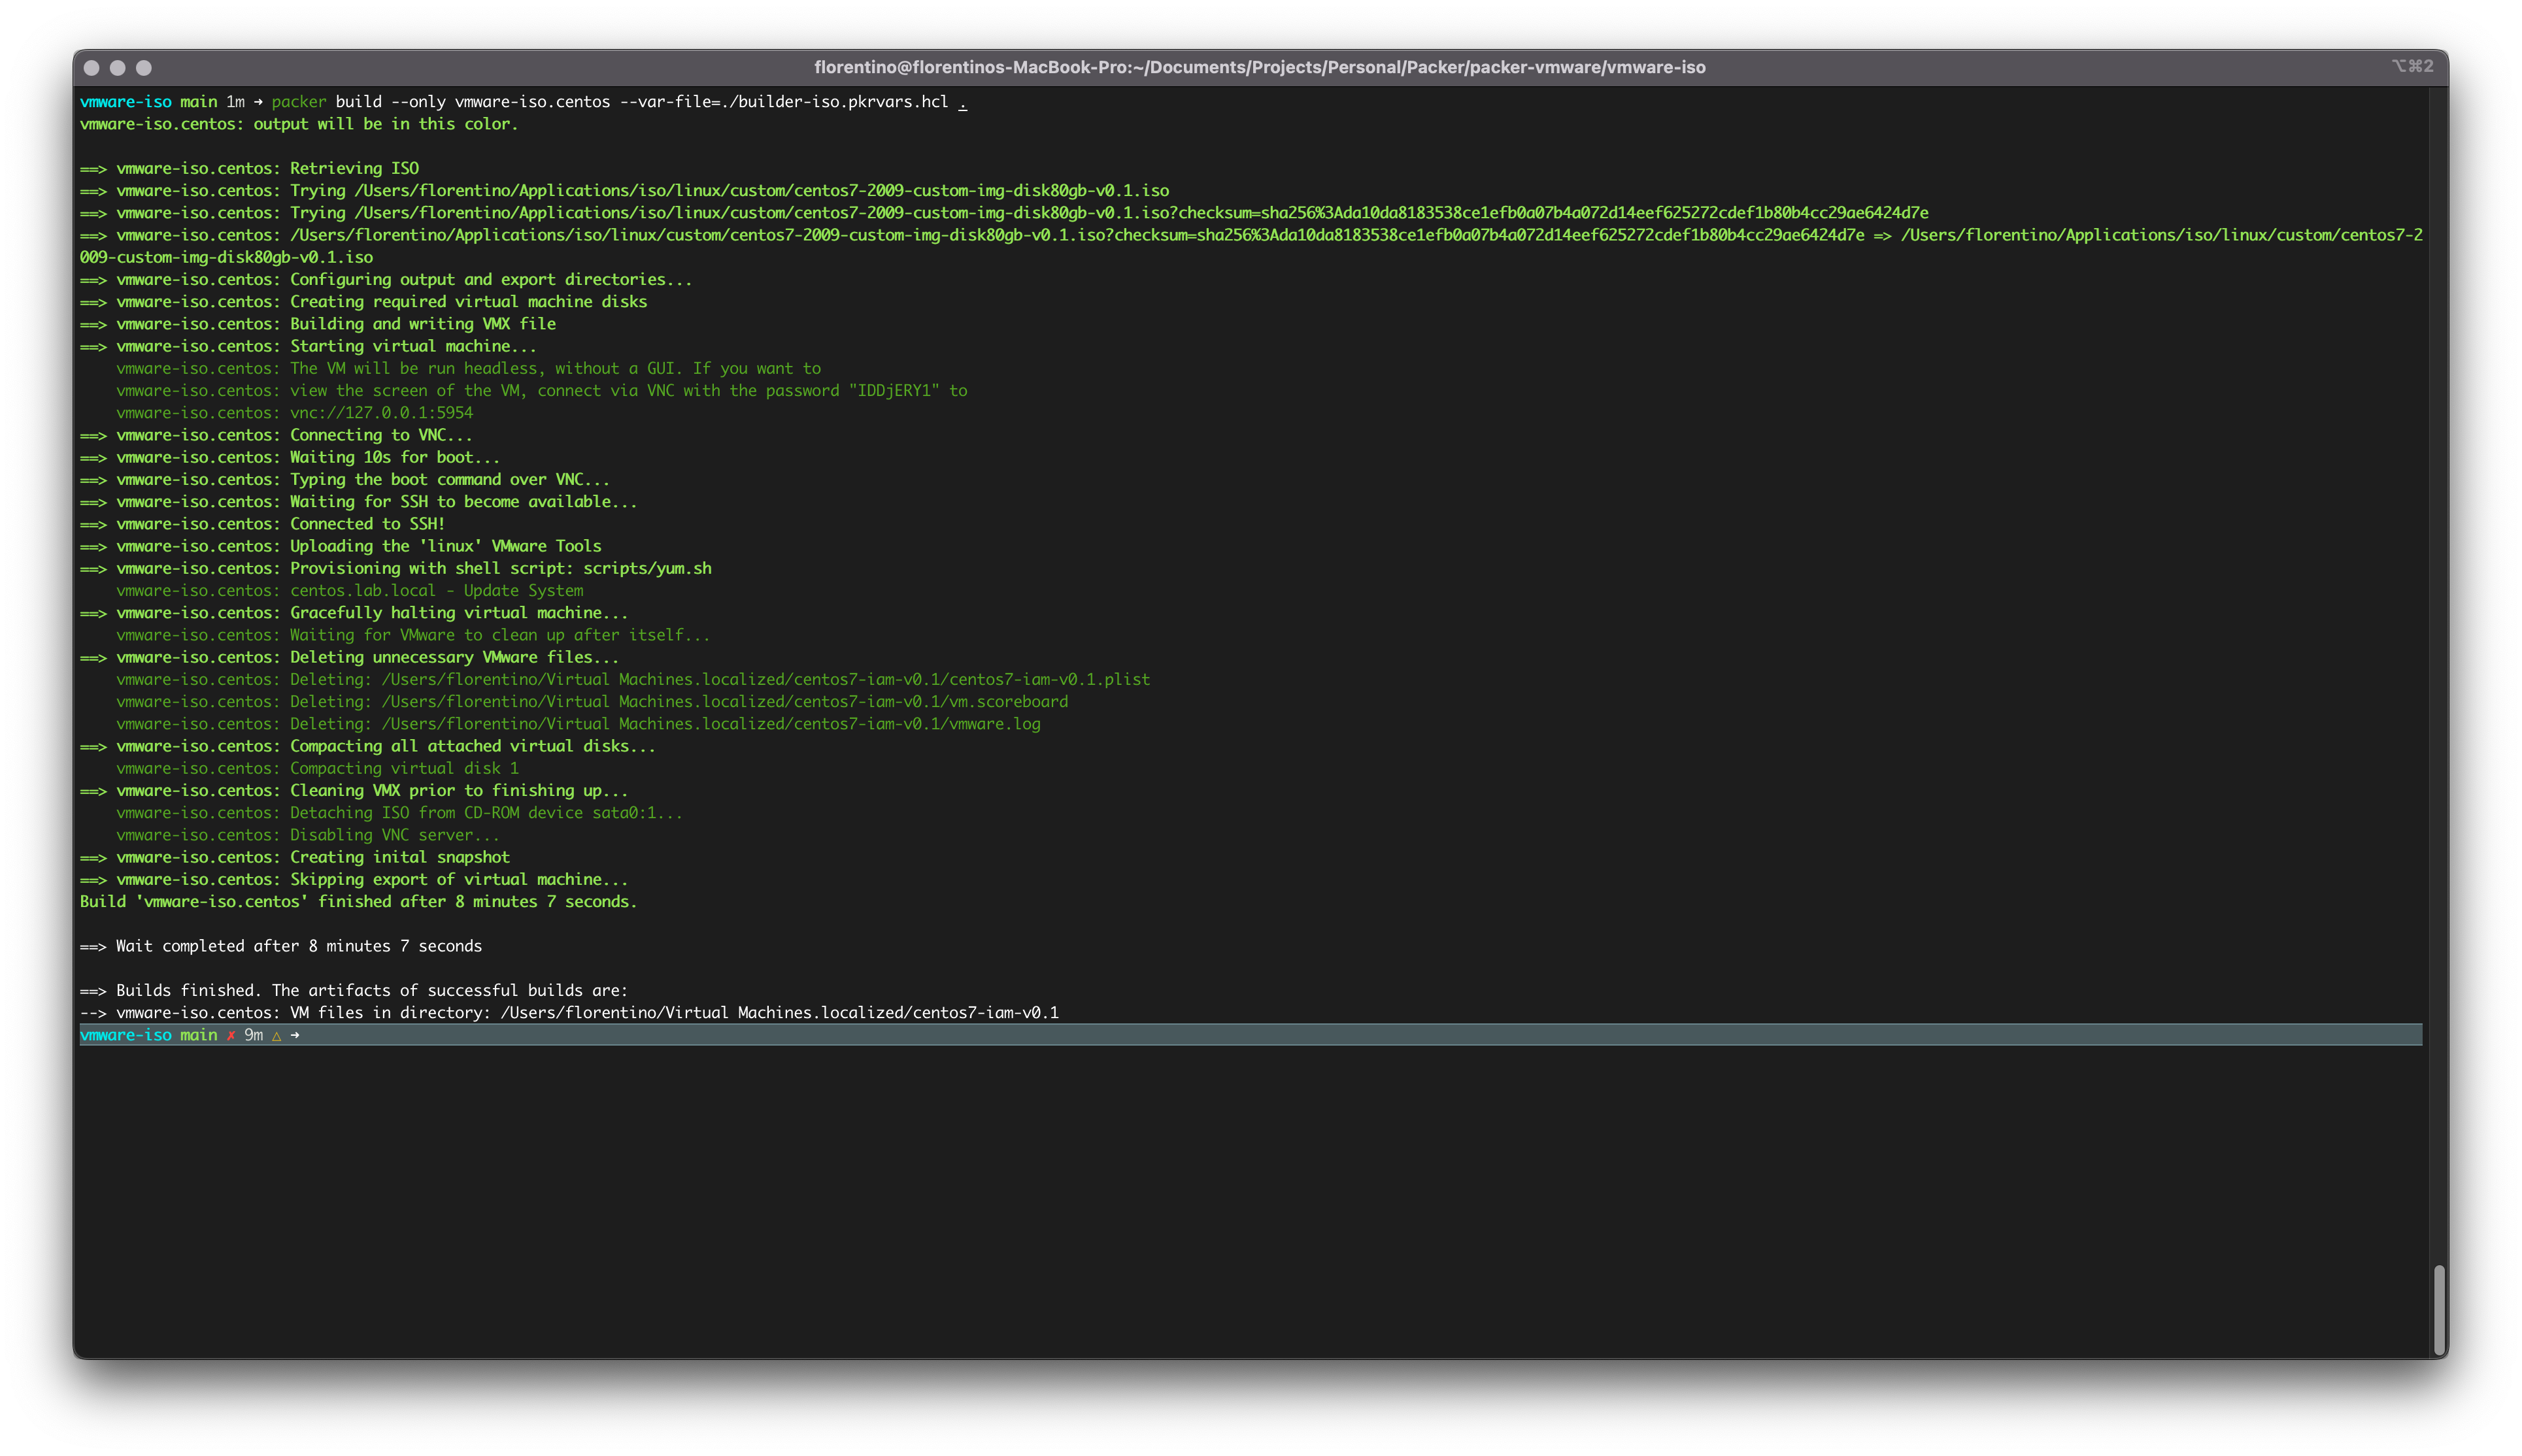 florentino@florentinos-MacBook-Pro:~/Documents/Projects/Personal/Packer/packer-vmware/vmware-iso
⌥⌘2
vmware-iso main 1m ➜ packer build --only vmware-iso.centos --var-file=./builder-iso.pkrvars.hcl .
vmware-iso.centos: output will be in this color.

==> vmware-iso.centos: Retrieving ISO
==> vmware-iso.centos: Trying /Users/florentino/Applications/iso/linux/custom/centos7-2009-custom-img-disk80gb-v0.1.iso
==> vmware-iso.centos: Trying /Users/florentino/Applications/iso/linux/custom/centos7-2009-custom-img-disk80gb-v0.1.iso?checksum=sha256%3Ada10da8183538ce1efb0a07b4a072d14eef625272cdef1b80b4cc29ae6424d7e
==> vmware-iso.centos: /Users/florentino/Applications/iso/linux/custom/centos7-2009-custom-img-disk80gb-v0.1.iso?checksum=sha256%3Ada10da8183538ce1efb0a07b4a072d14eef625272cdef1b80b4cc29ae6424d7e => /Users/florentino/Applications/iso/linux/custom/centos7-2
009-custom-img-disk80gb-v0.1.iso
==> vmware-iso.centos: Configuring output and export directories...
==> vmware-iso.centos: Creating required virtual machine disks
==> vmware-iso.centos: Building and writing VMX file
==> vmware-iso.centos: Starting virtual machine...
    vmware-iso.centos: The VM will be run headless, without a GUI. If you want to
    vmware-iso.centos: view the screen of the VM, connect via VNC with the password "IDDjERY1" to
    vmware-iso.centos: vnc://127.0.0.1:5954
==> vmware-iso.centos: Connecting to VNC...
==> vmware-iso.centos: Waiting 10s for boot...
==> vmware-iso.centos: Typing the boot command over VNC...
==> vmware-iso.centos: Waiting for SSH to become available...
==> vmware-iso.centos: Connected to SSH!
==> vmware-iso.centos: Uploading the 'linux' VMware Tools
==> vmware-iso.centos: Provisioning with shell script: scripts/yum.sh
    vmware-iso.centos: centos.lab.local - Update System
==> vmware-iso.centos: Gracefully halting virtual machine...
    vmware-iso.centos: Waiting for VMware to clean up after itself...
==> vmware-iso.centos: Deleting unnecessary VMware files...
    vmware-iso.centos: Deleting: /Users/florentino/Virtual Machines.localized/centos7-iam-v0.1/centos7-iam-v0.1.plist
    vmware-iso.centos: Deleting: /Users/florentino/Virtual Machines.localized/centos7-iam-v0.1/vm.scoreboard
    vmware-iso.centos: Deleting: /Users/florentino/Virtual Machines.localized/centos7-iam-v0.1/vmware.log
==> vmware-iso.centos: Compacting all attached virtual disks...
    vmware-iso.centos: Compacting virtual disk 1
==> vmware-iso.centos: Cleaning VMX prior to finishing up...
    vmware-iso.centos: Detaching ISO from CD-ROM device sata0:1...
    vmware-iso.centos: Disabling VNC server...
==> vmware-iso.centos: Creating inital snapshot
==> vmware-iso.centos: Skipping export of virtual machine...
Build 'vmware-iso.centos' finished after 8 minutes 7 seconds.

==> Wait completed after 8 minutes 7 seconds

==> Builds finished. The artifacts of successful builds are:
--> vmware-iso.centos: VM files in directory: /Users/florentino/Virtual Machines.localized/centos7-iam-v0.1
vmware-iso main ✗ 9m △ ➜